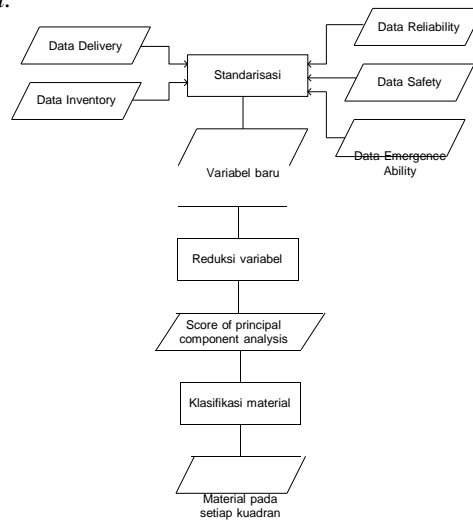 Data Delivery
Data Reliability
Standarisasi
Data Safety
Data Inventory
Data Emergence
Ability
Variabel baru
Reduksi variabel
Score of principal
component analysis
Klasifikasi material
Material pada
setiap kuadran